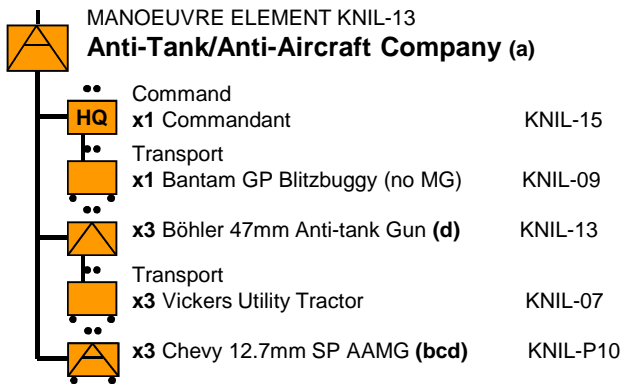 MANOEUVRE ELEMENT KNIL-13
Anti-Tank/Anti-Aircraft Company (a)
Command
HQ x1 Commandant KNIL-15
Transport
x1 Bantam GP Blitzbuggy (no MG) KNIL-09
x3 Böhler 47mm Anti-tank Gun (d) KNIL-13
Transport
x3 Vickers Utility Tractor KNIL-07
x3 Chevy 12.7mm SP AAMG (bcd) KNIL-P10